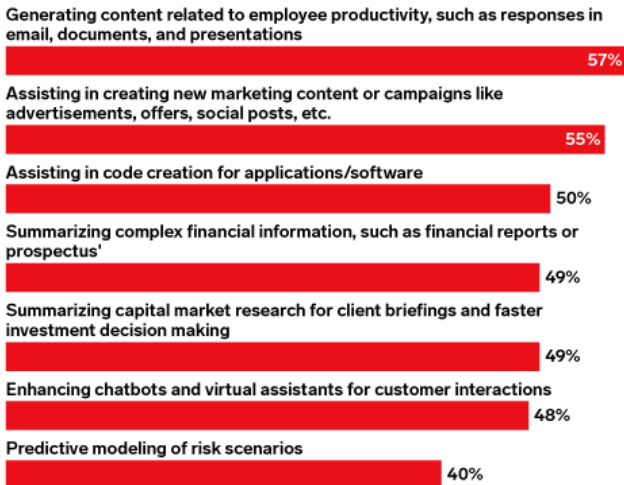 Generating content related to employee productivity, such as responses in
email, documents, and presentations
57%
Assisting in creating new marketing content or campaigns like
advertisements, offers, social posts, etc.
55%
Assisting in code creation for applications/software
50%
Summarizing complex financial information, such as financial reports or
prospectus'
49%
Summarizing capital market research for client briefings and faster
investment decision making
49%
Enhancing chatbots and virtual assistants for customer interactions
48%
Predictive modeling of risk scenarios
40%